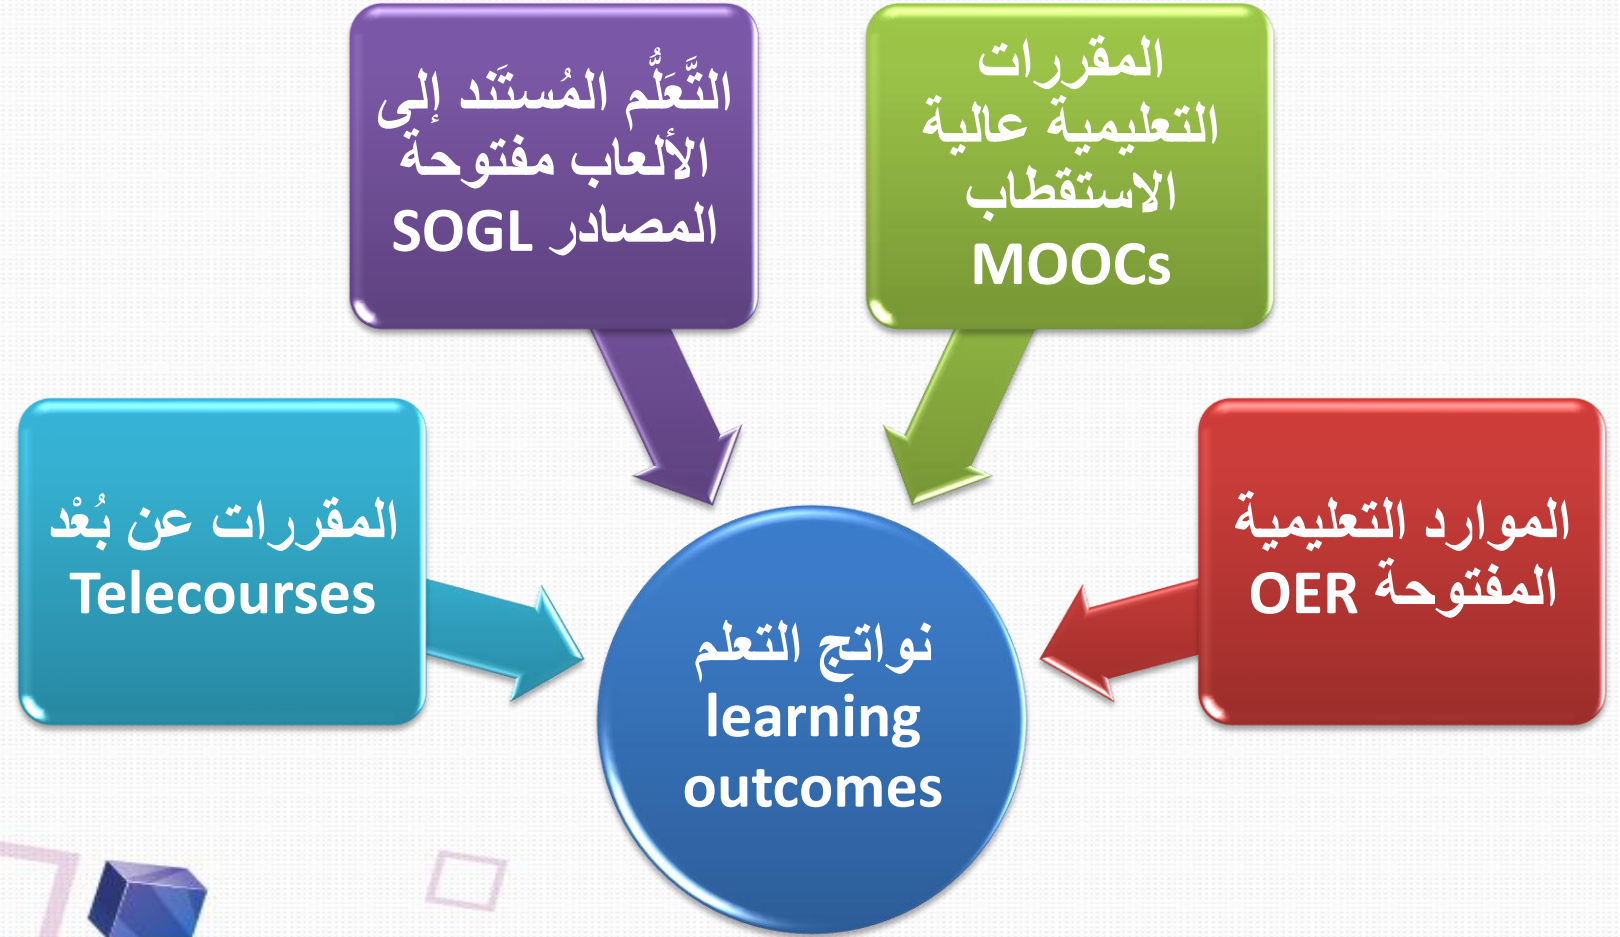 المقررات
التعليمية عالية
الاستقطاب
MOOCs
التَّعَلُّم المُستَند إلى
الألعاب مفتوحة
المصادر SOGL
الموارد التعليمية
المفتوحة OER
المقررات عن بُعْد
Telecourses
نواتج التعلم
learning
outcomes